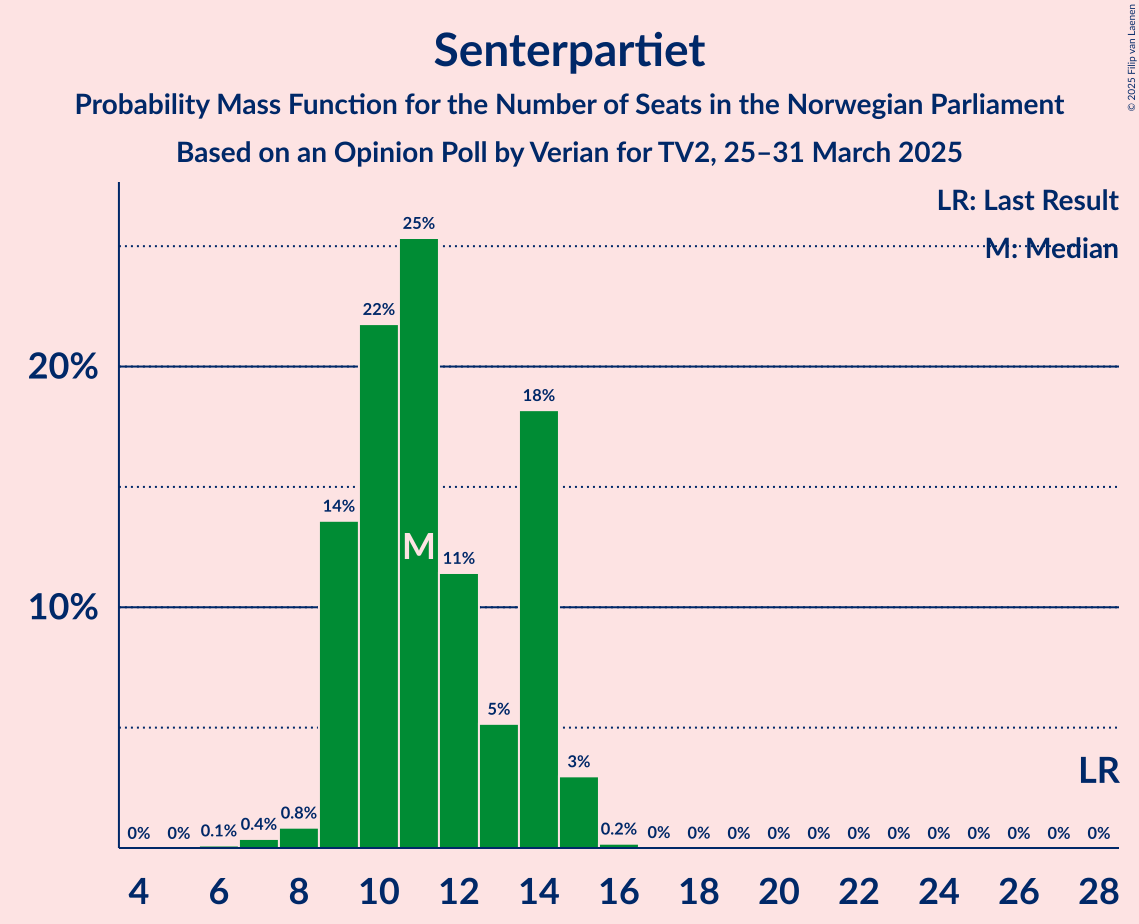 Senterpartiet
Probability Mass Function for the Number of Seats in the Norwegian Parliament
Based on an Opinion Poll by Verian for TV2, 25–31 March 2025
© 2025 Filip van Laenen
LR: Last Result
M: Median
20%
10%
0% 0% 0.1% 0.4% 0.8% 14% 22% 25% 11% 5% 18% 3% 0.2% 0% 0% 0% 0% 0% 0% 0% 0% 0% 0% 0% 0%
M
LR
4 6 8 10 12 14 16 18 20 22 24 26 28